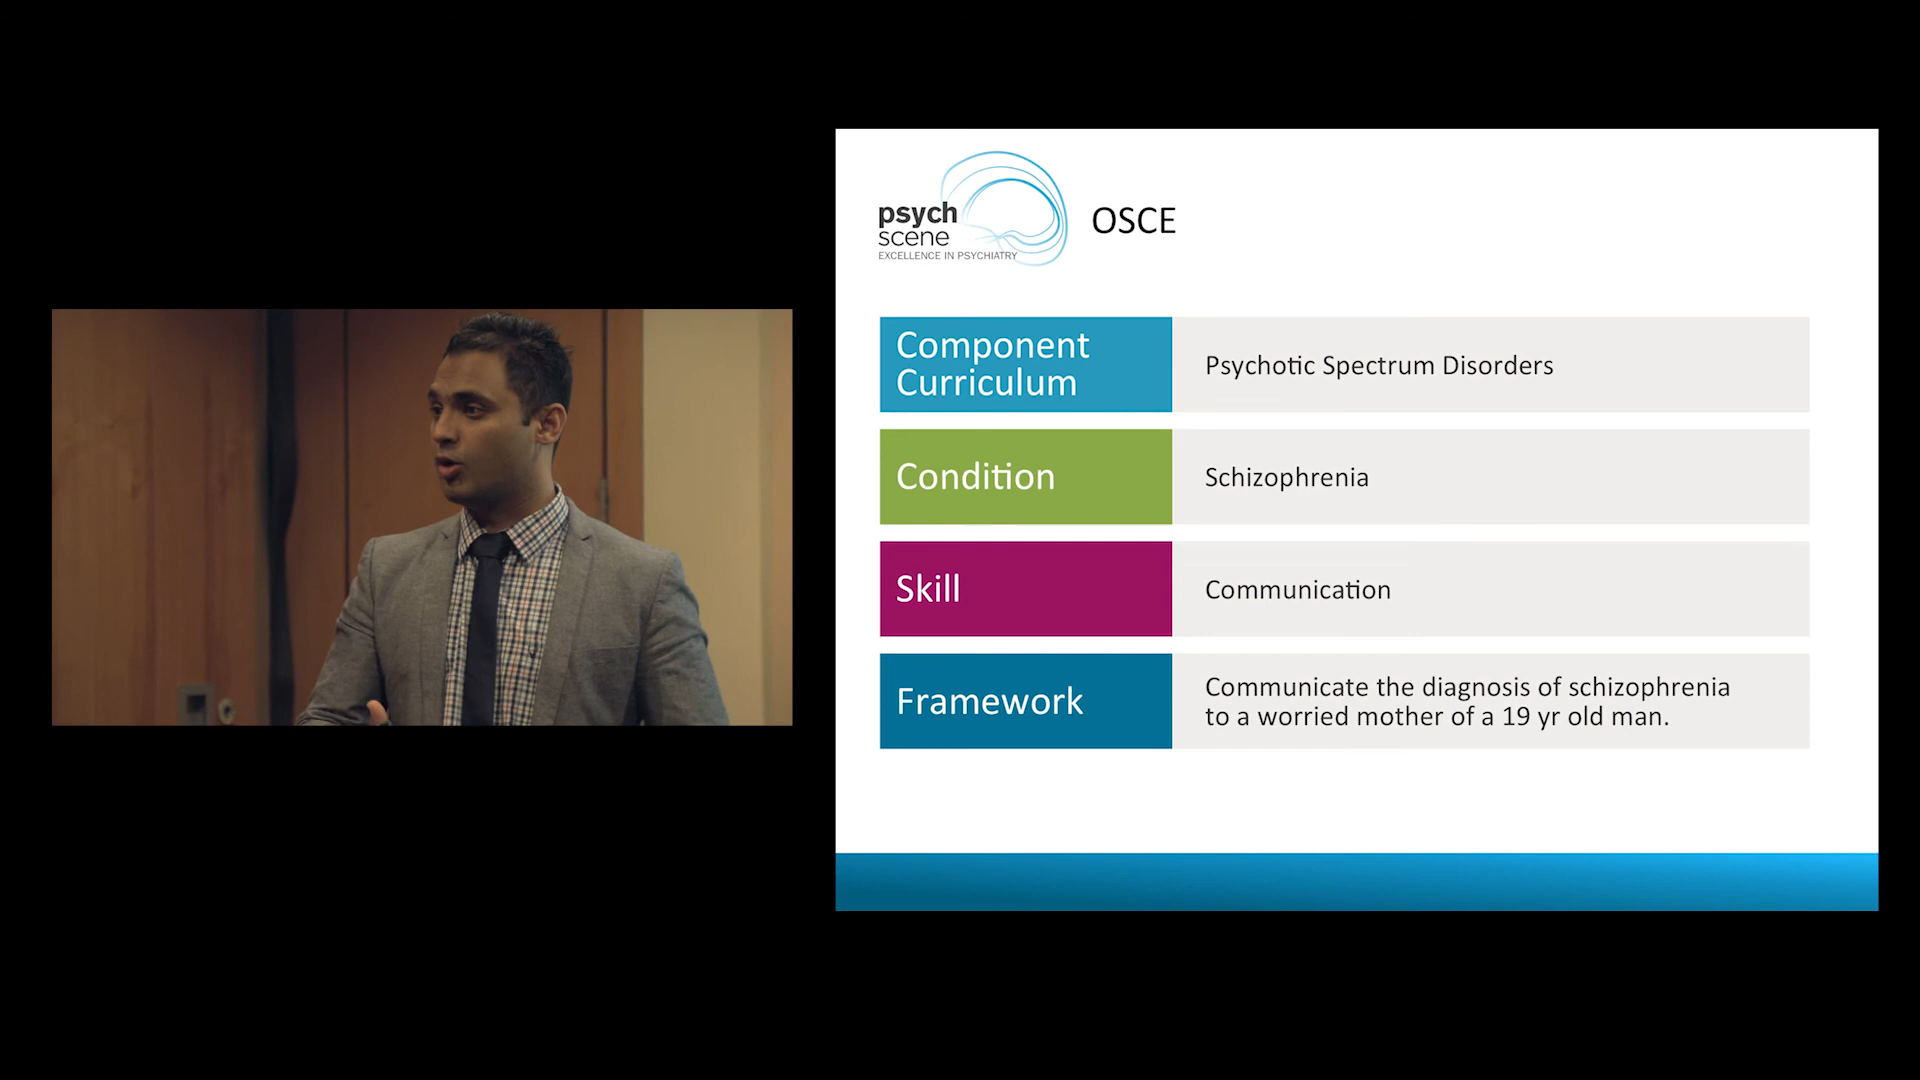 psych
scene
EXCELLENCE IN PSYCHIATRY
OSCE
Component
Curriculum
Psychotic Spectrum Disorders
Condition
Schizophrenia
Skill
Communication
Framework
Communicate the diagnosis of schizophrenia
to a worried mother of a 19 yr old man.